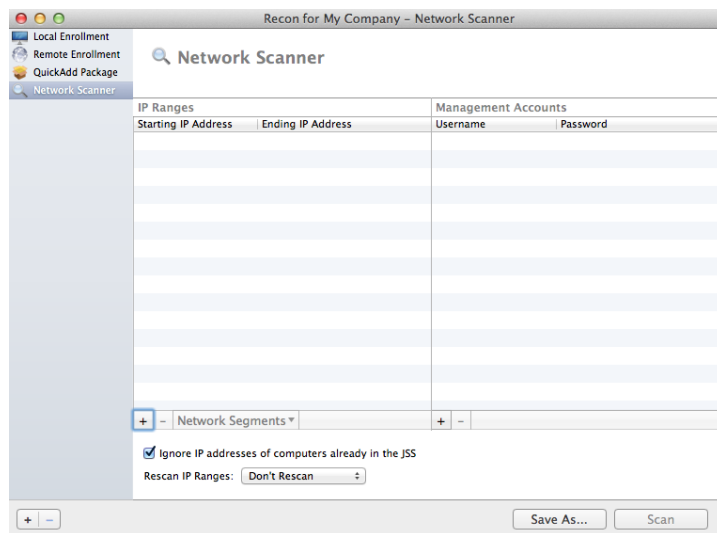 Recon for My Company – Network Scanner
Local Enrollment
Remote Enrollment
QuickAdd Package
Network Scanner
Network Scanner
IP Ranges
Management Accounts
Starting IP Address
Ending IP Address
Username
Password
+ – Network Segments ▾
+ –
Ignore IP addresses of computers already in the JSS
Rescan IP Ranges: Don't Rescan
+ –
Save As...
Scan